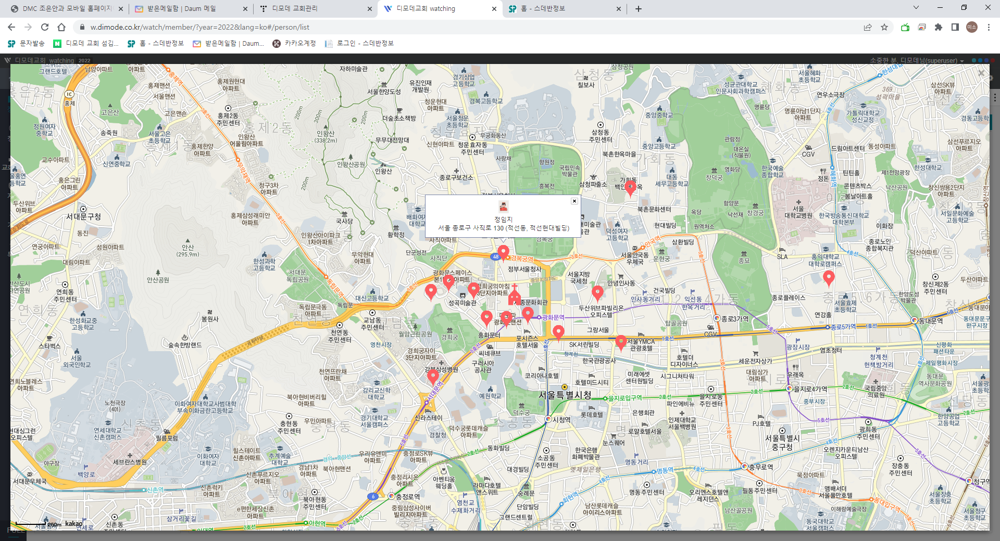 DMC 조은안과 모바일 홈페이지
받은메일함 | Daum 메일
디모데 교회관리
디모데교회 watching
홈 - 스데반정보
w.dimode.co.kr/watch/member/?year=2022&lang=ko#/person/list
미소
문자발송
디모데 교회 섬김...
홈 - 스데반정보
받은메일함 | Daum...
카카오계정
로그인 - 스데반정보
디모데교회 watching 2022
소중한 분, 디모데님(superuser)
정임지
서울 종로구 사직로 130 (적선동, 적선현대빌딩)
그랜드호텔
남양아파트
IC
홍제
홍제역
홍제맨션
서울맨션
홍제원현대
아파트
자하미술관
서울한양도성
유진인재
개발원
경기상업
고등학교
삼청동
삼청공원
칠보사
성균관대학교
인문사회과학캠퍼스
혜화동
서울혜화
초등학교
한성대입
삼선SK뷰
아파트
369
성곽마을
연우소극장
고은산
고은맨숀
홍제2동
주민센터
홍제2동
더숲초소책방
청운현대
아파트
경복고등학교
서울청운
초등학교
중앙중학교
명륜당
명륜아남1단지
아파트
가톨릭대학교
성신교정
경동고등학교
정원여자
중학교
송죽원
서울고은
초등학교
인왕산
어울림아파트
인왕산
(338.2m)
무무대전망대
신현아파트
무궁화동산
청운효자동
주민센터
삼청동
주민센터
중앙고등학교
관람정
대온실
(식물원)
CGV
드림아트센터
동성아파트
삼선푸르지오
아파트
교수아파트
신연중학교
홍제한양
아파트
무악재역
인왕산공원
인왕산
사랑채
향원정
국립민속
박물관
북촌한옥마을
가회동
한국예술
종합학교
혜화역
한성대학교
홍은그린
아파트
청구3차
아파트
종로구보건소
흥복전
삼청파출소
가회동
대동
세무고등학교
영화당
창덕궁
정돈
틴틴홀
콘텐츠박스
제1전망광장
봄날아트홀
낙산공원
창신쌍용2단지
아파트
두산위브
아파트
서대문구청
홍제삼성래미안
아파트
국사당
북촌문화센터
옥당
함양문
낙선재
창경궁
서울
대학교병원
한국방송통신대학교
대학본부
서일문화예술
고등학교
연궁아파트
동진
성원아파트
대림아파트
안산
(295.9m)
인왕산아이파크
1차아파트
황학정
사직아파트
경복궁
덕성여자
고등학교
현대빌딩
원역처소
이화장
안국역
삼환빌딩
종로노인
종합복지관
한성과학
고등학교
무악현대
아파트
단군성전
사직단
48
경복궁역
3호선
서울안국동
우체국
운현궁
종묘
SLA
홍익대학교
대학로캠퍼스
덕산아파트
안산공원
서대문
독립공원
독립문역
광화문스페이스
정부서울청사
서울지방
국세청
안녕인사동
연희동
주민센터
대신고등학교
독립문
경희궁의아침
3단지아파트
성곡미술관
중앙지하차도
건국빌딩
종로플레이스
창신제2동
주민센터
한양도성
박물관
서울효제
초등학교
연희동
한성화교중
고등학교
봉원사
독립문극동
아파트
천연동
교남동
주민센터
천연동
주민센터
월암근린공원
경희궁
흥화문터
광화문역
두산위브파빌리온
오피스텔
인사동거리
익선동
한옥거리
탑골공원
종로3가역
연강홀
종로5가역
1호선
동대문역
스타벅스
서울
외국인학교
숲속한방랜드
금화터널
영천시장
경희궁자이
3단지아파트
씨네큐브
포시즌스
호텔서울
그랑서울
SK서린빌딩
서울YMCA
관광호텔
CGV
광장시장
염초청터
신평화
패션타운
구러시아
공사관
청계천
한국관광공사
호텔더
디자이너스
세운전자상가
청계천
헌책방거리
제일평화시장
천연뜨란채
아파트
강북삼성병원
서대문역
코리아나호텔
호텔미드시티
미래에셋
센터원빌딩
시그니쳐타워
대림상가
아파트
우래옥
동대문
역사문화공원
연희노블레스
아파트
감리교신학
대학교
예원학교
서울특별시청
을지로입구역
2호선
파인에비뉴
을지로동
주민센터
을지로4가역
국립중앙
의료원
중부시장
노천극장
(401)
이화여자대학교사범대학
부속이화금란고등학교
북아현비버리힐
아파트
신라스테이
덕수궁
시청역
롯데호텔
은행회관
인제대학교
서울백병원
5호선
한양공업
고등학교
현대싱그런
오피스텔
연세대학교
신촌캠퍼스
신촌동
필름포럼
충현동
주민센터
우민아파트
충현동
경기대학교
서울캠퍼스
경찰청
덕수궁롯데캐슬
아파트
소공동
로얄호텔서울
PJ호텔
서울특별시
중구청
광희동
주민센터
야구장
세브란스병원
이화여자
대학교
힐스테이트
신촌아파트
추계예술
대학교
우리유앤미
아파트
충정로SK뷰
아파트
동화빌딩
소공동
주민센터
한국은행
화폐박물관
눈스퀘어
명동거리
오렌지카운티남산
오피스텔
장충동
주민센터
백양로
서대문우체국
신촌푸르지오
아파트
경남1차
아파트
북아현아파트
충정리시온
아파트
아벤티움
웨딩홀
대경빌딩
옛제일은행
명동역
4호선
충무로역
묵정아파트
청구역
신촌역
신촌럭키
아파트
북아현동
주민센터
6
충정로역
라마다호텔
앤스위트
숭례문
회현역
명동주민센터
오리엔스호텔앤
레지던스
필동주민센터
앰배서더
서울풀만호텔
서울장충
초등학교
e편한세상신촌
아파트
중림삼성사이버
빌리지아파트
염천교
수제화거리
단암빌딩
남산롯데캐슬
아이리스아파트
남산골공원
이해랑예술극장
동대입구역
삼거리꽃길
신촌동
주민센터
아현역
그랜드센트럴
동국대학교
서울캠퍼스
서울청구
초등학교
250m
kakao
FULL